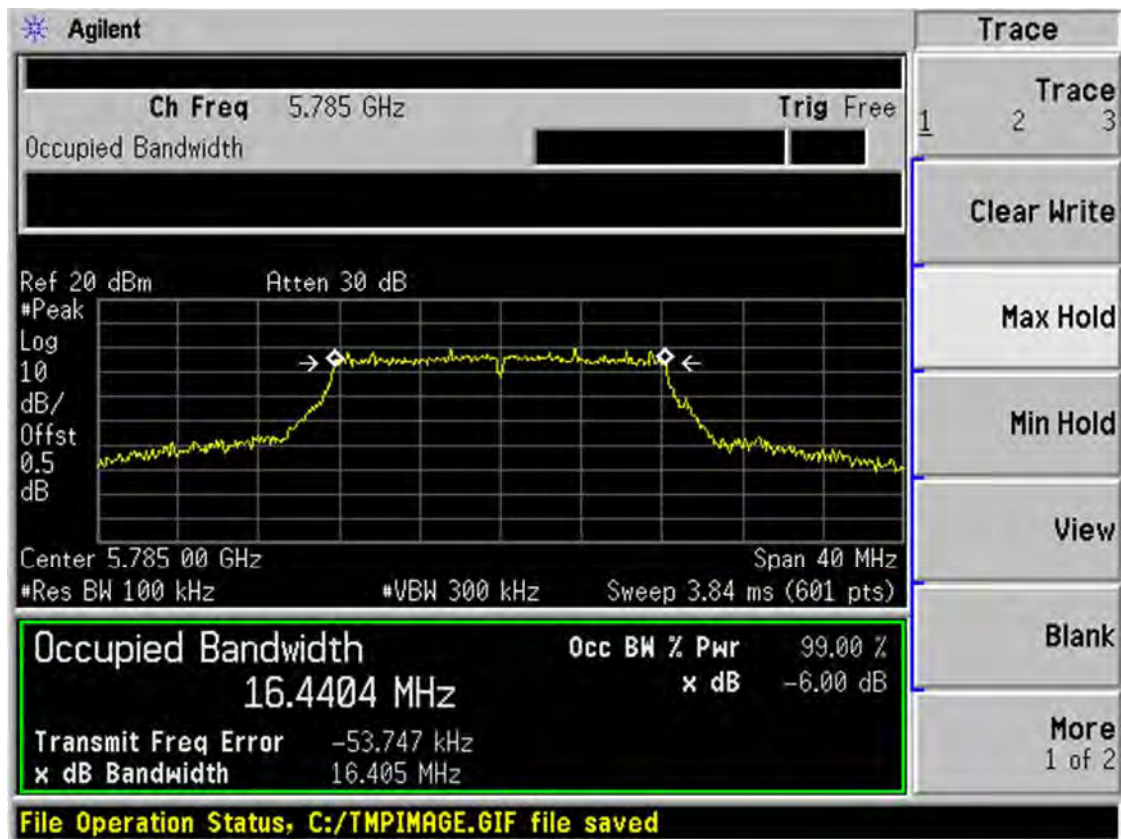 Agilent
Trace
Ch Freq 5.785 GHz Trig Free
Occupied Bandwidth
Trace
1 2 3
Clear Write
Max Hold
Min Hold
View
Blank
More
1 of 2
Ref 20 dBm Atten 30 dB
#Peak
Log
10
dB/
Offst
0.5
dB
Center 5.785 00 GHz Span 40 MHz
#Res BW 100 kHz #VBW 300 kHz Sweep 3.84 ms (601 pts)
Occupied Bandwidth
16.4404 MHz
Occ BW % Pwr 99.00 %
x dB -6.00 dB
Transmit Freq Error -53.747 kHz
x dB Bandwidth 16.405 MHz
File Operation Status, C:/TMPIMAGE.GIF file saved